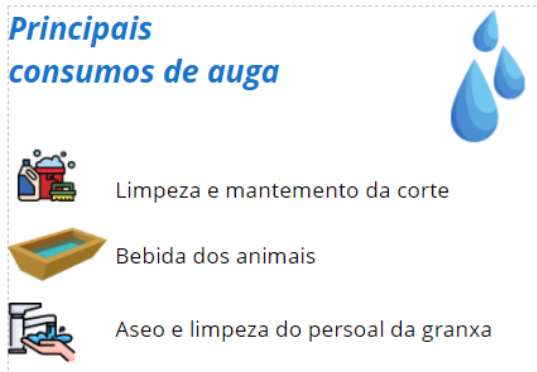 Principais
consumos de auga
Limpeza e mantemento da corte
Bebida dos animais
Aseo e limpeza do persoal da granxa